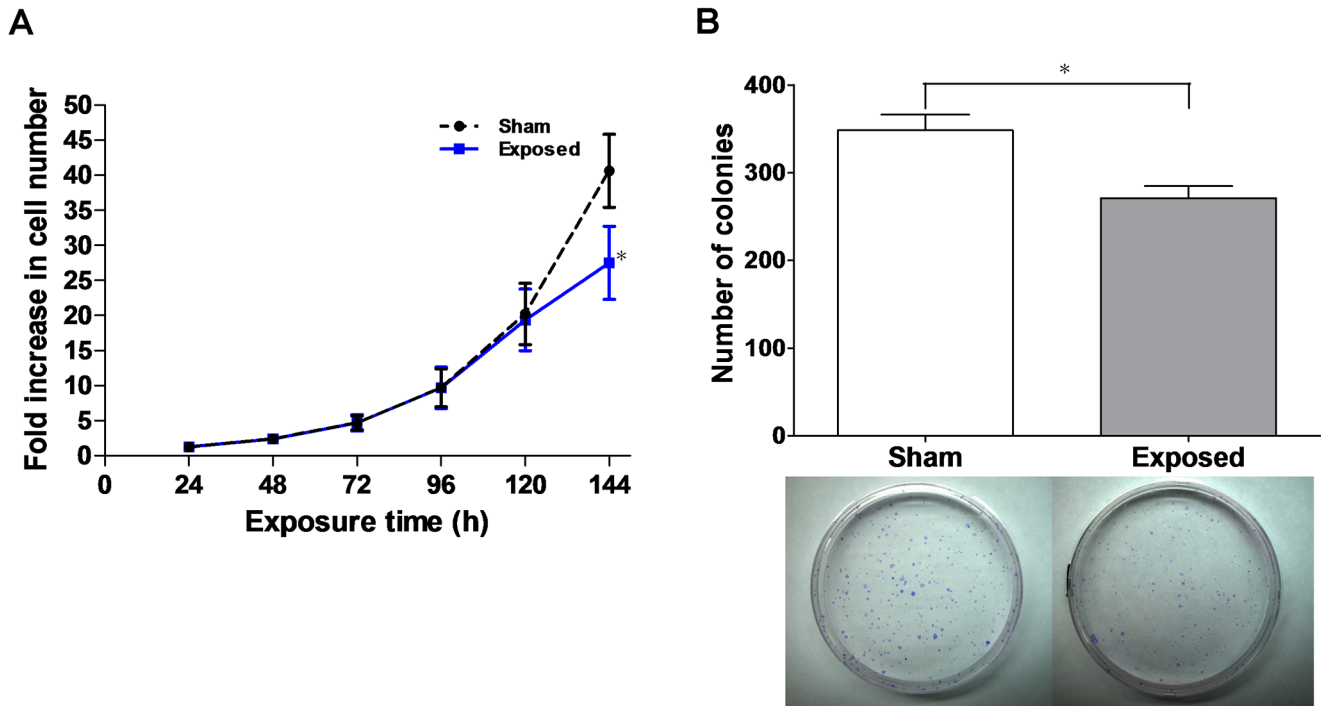 A
Fold increase in cell number
50
45
40
35
30
25
20
15
10
5
0
Sham
Exposed
*
0 24 48 72 96 120 144
Exposure time (h)
B
*
Number of colonies
400
300
200
100
0
Sham Exposed